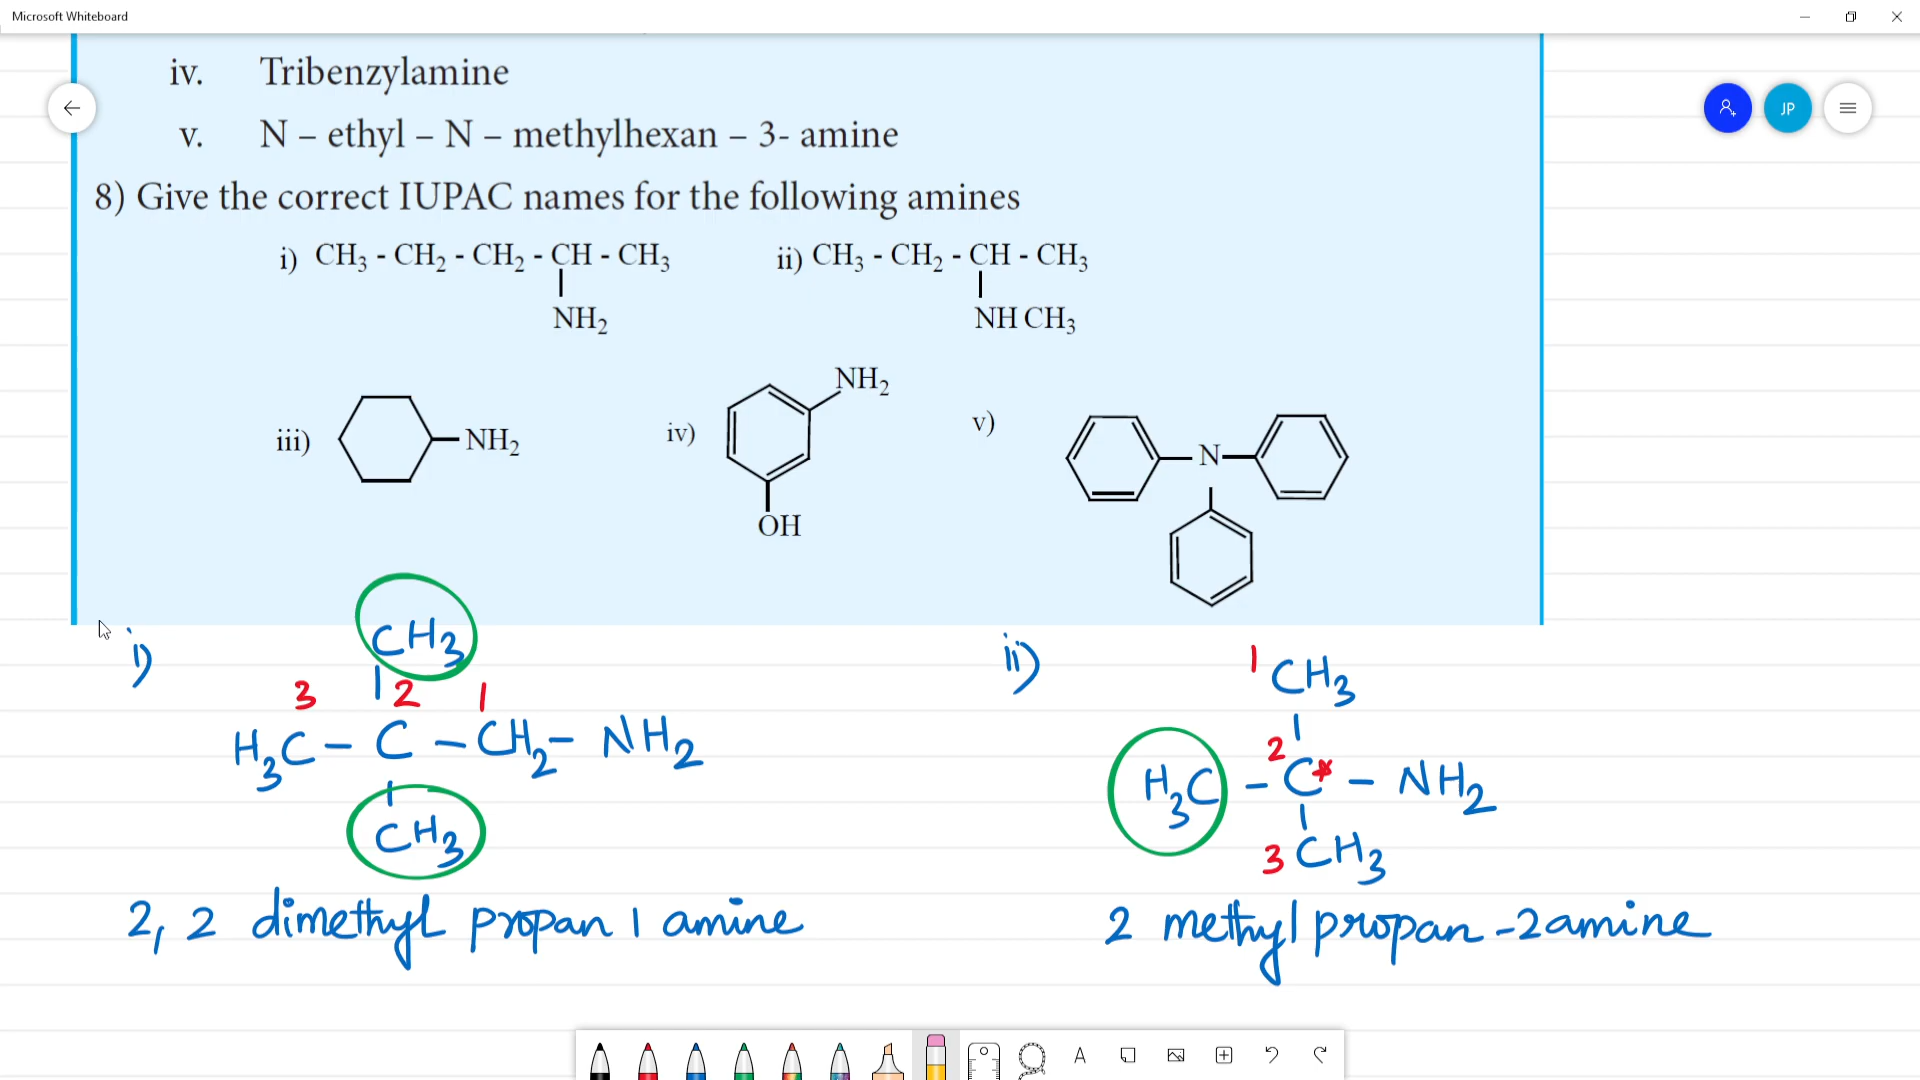 Microsoft Whiteboard
iv. Tribenzylamine
v. N – ethyl – N – methylhexan – 3- amine
JP
8) Give the correct IUPAC names for the following amines
i) CH₃ - CH₂ - CH₂ - CH - CH₃ ii) CH₃ - CH₂ - CH - CH₃
NH₂ NH CH₃
iii) NH₂ iv) NH₂ OH v) N
i) CH₃
3 2 1
H₃C – C – CH₂ – NH₂
CH₃
2, 2 dimethyl propan 1 amine
ii) 1 CH₃
2
H₃C – C* – NH₂
3 CH₃
2 methyl propan -2 amine
A